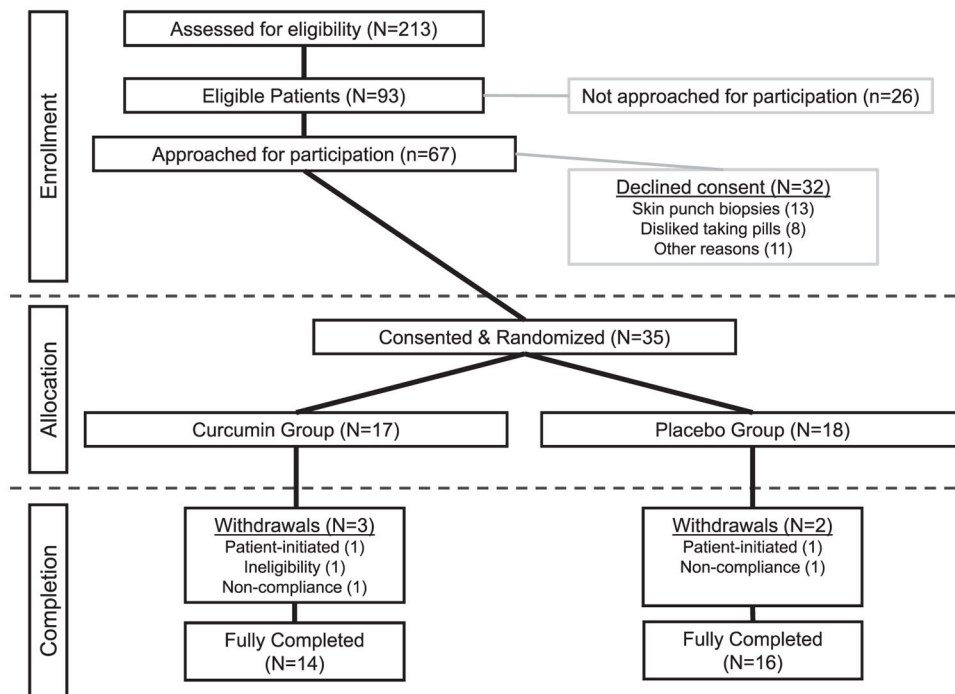 Enrollment
Assessed for eligibility (N=213)
Eligible Patients (N=93)
Not approached for participation (n=26)
Approached for participation (n=67)
Declined consent (N=32)
Skin punch biopsies (13)
Disliked taking pills (8)
Other reasons (11)
Allocation
Consented & Randomized (N=35)
Curcumin Group (N=17)
Placebo Group (N=18)
Completion
Withdrawals (N=3)
Patient-initiated (1)
Ineligibility (1)
Non-compliance (1)
Withdrawals (N=2)
Patient-initiated (1)
Non-compliance (1)
Fully Completed
(N=14)
Fully Completed
(N=16)